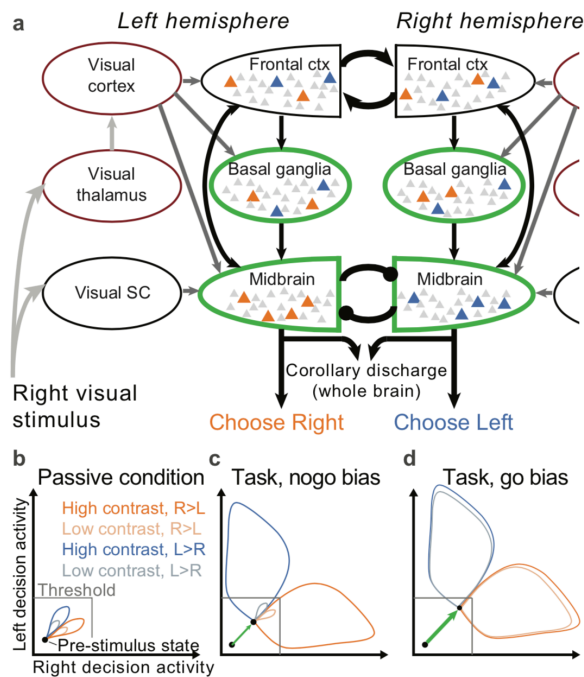 a
Left hemisphere
Right hemisphere
Visual
cortex
Frontal ctx
Frontal ctx
Visual
thalamus
Basal ganglia
Basal ganglia
Visual SC
Midbrain
Midbrain
Right visual
stimulus
Corollary discharge
(whole brain)
Choose Right
Choose Left
b
Passive condition
High contrast, R>L
Low contrast, R>L
High contrast, L>R
Low contrast, L>R
Threshold
Pre-stimulus state
Left decision activity
Right decision activity
c
Task, nogo bias
d
Task, go bias